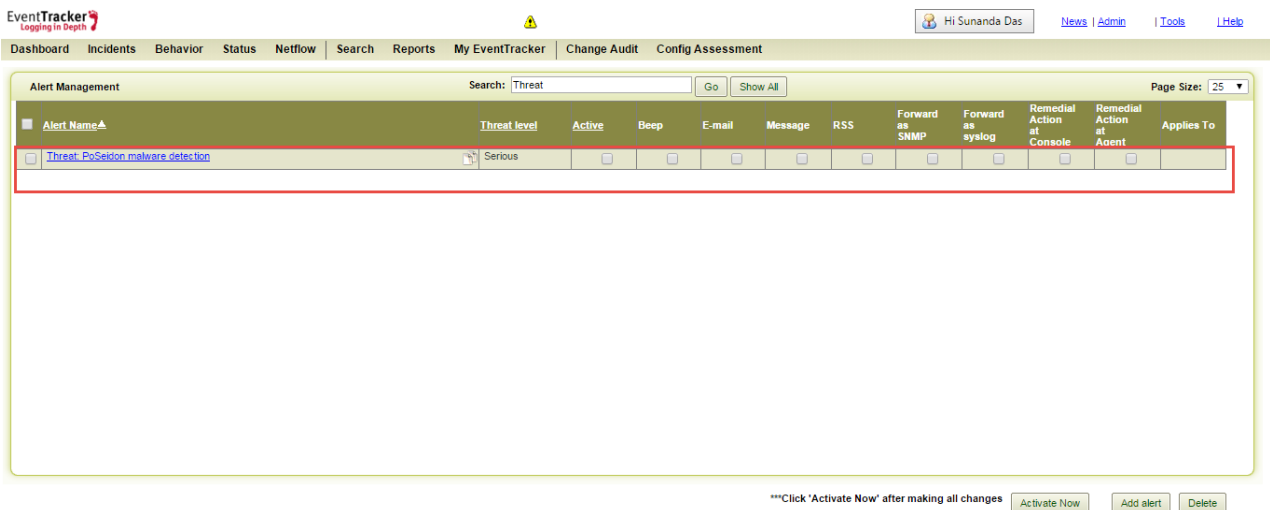 EventTracker
Logging in Depth
Hi Sunanda Das
News | Admin | Tools | Help
Dashboard Incidents Behavior Status Netflow Search Reports My EventTracker Change Audit Config Assessment
Alert Management Search: Threat Go Show All Page Size: 25
Alert Name Threat level Active Beep E-mail Message RSS Forward as SNMP Forward as syslog Remedial Action at Console Remedial Action at Agent Applies To
Threat: PoSeidon malware detection Serious
***Click 'Activate Now' after making all changes Activate Now Add alert Delete